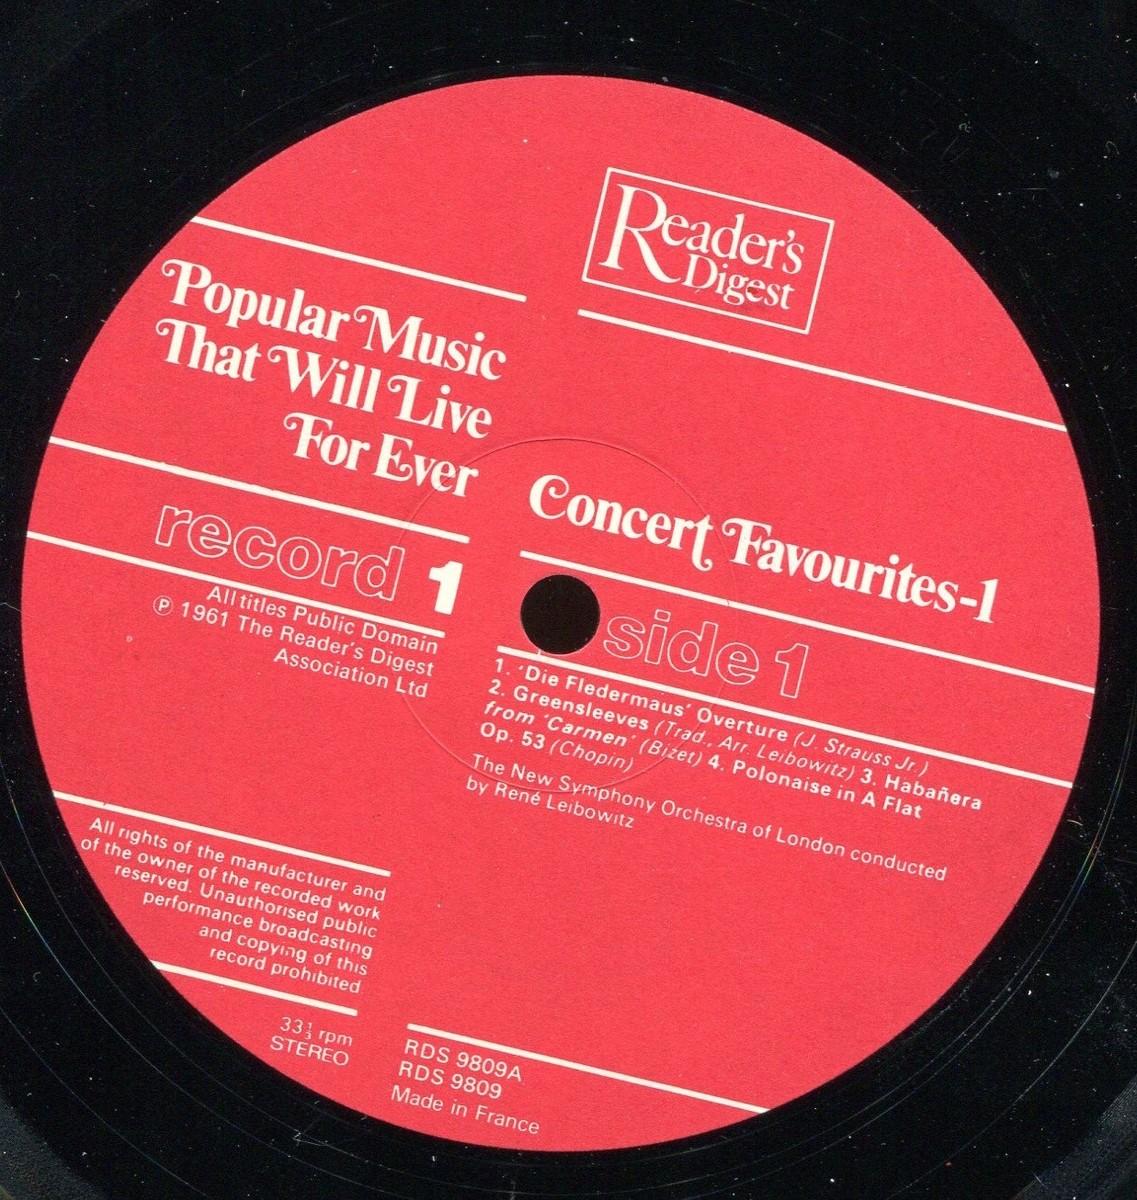 Reader's
Digest
Popular Music
That Will Live
For Ever
record 1
All titles Public Domain
℗ 1961 The Reader's Digest
Association Ltd
Concert Favourites-1
side 1
1. 'Die Fledermaus' Overture (J. Strauss Jr.)
2. Greensleeves (Trad., Arr. Leibowitz) 3. Habañera
from 'Carmen' (Bizet) 4. Polonaise in A Flat
Op. 53 (Chopin)
The New Symphony Orchestra of London conducted
by René Leibowitz
All rights of the manufacturer and
of the owner of the recorded work
reserved. Unauthorised public
performance broadcasting
and copying of this
record prohibited
33⅓ rpm
STEREO
RDS 9809A
RDS 9809
Made in France